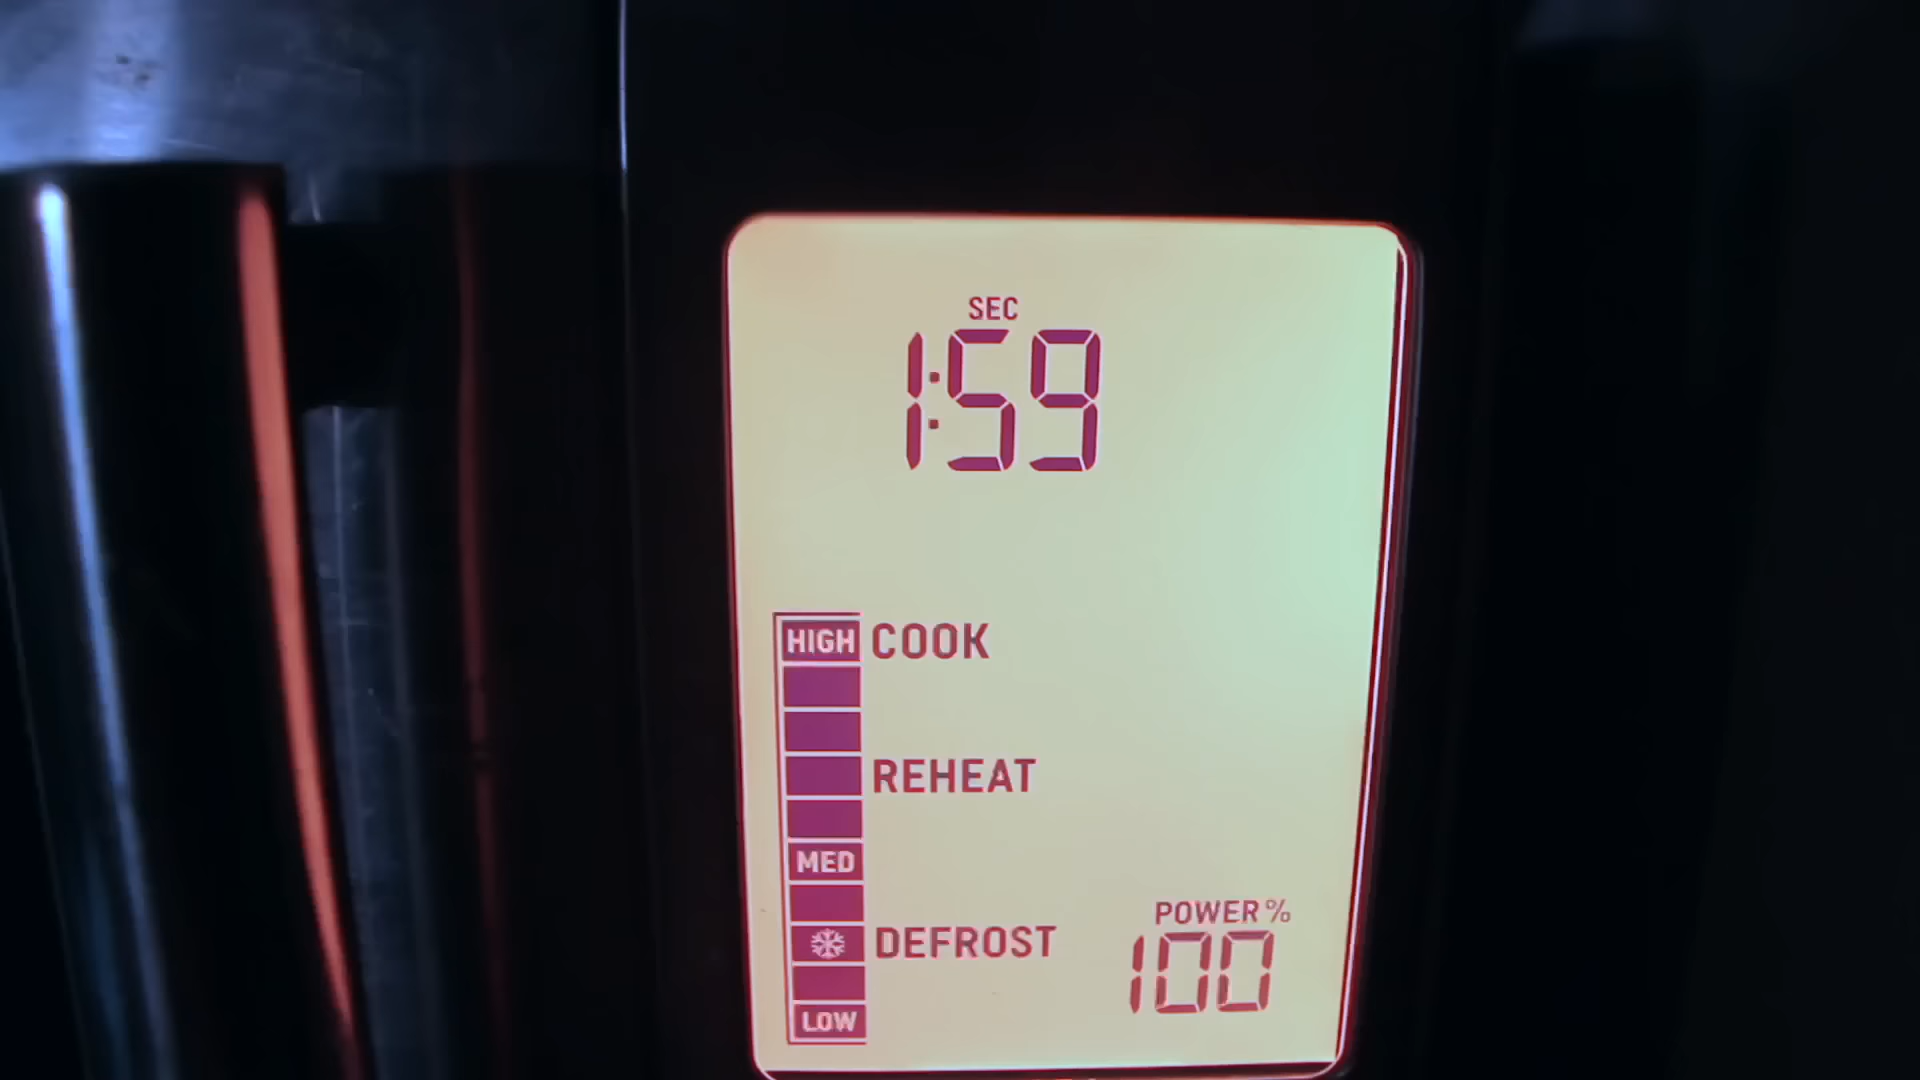 SEC
1:59
HIGH COOK
REHEAT
MED
POWER %
DEFROST 100
LOW